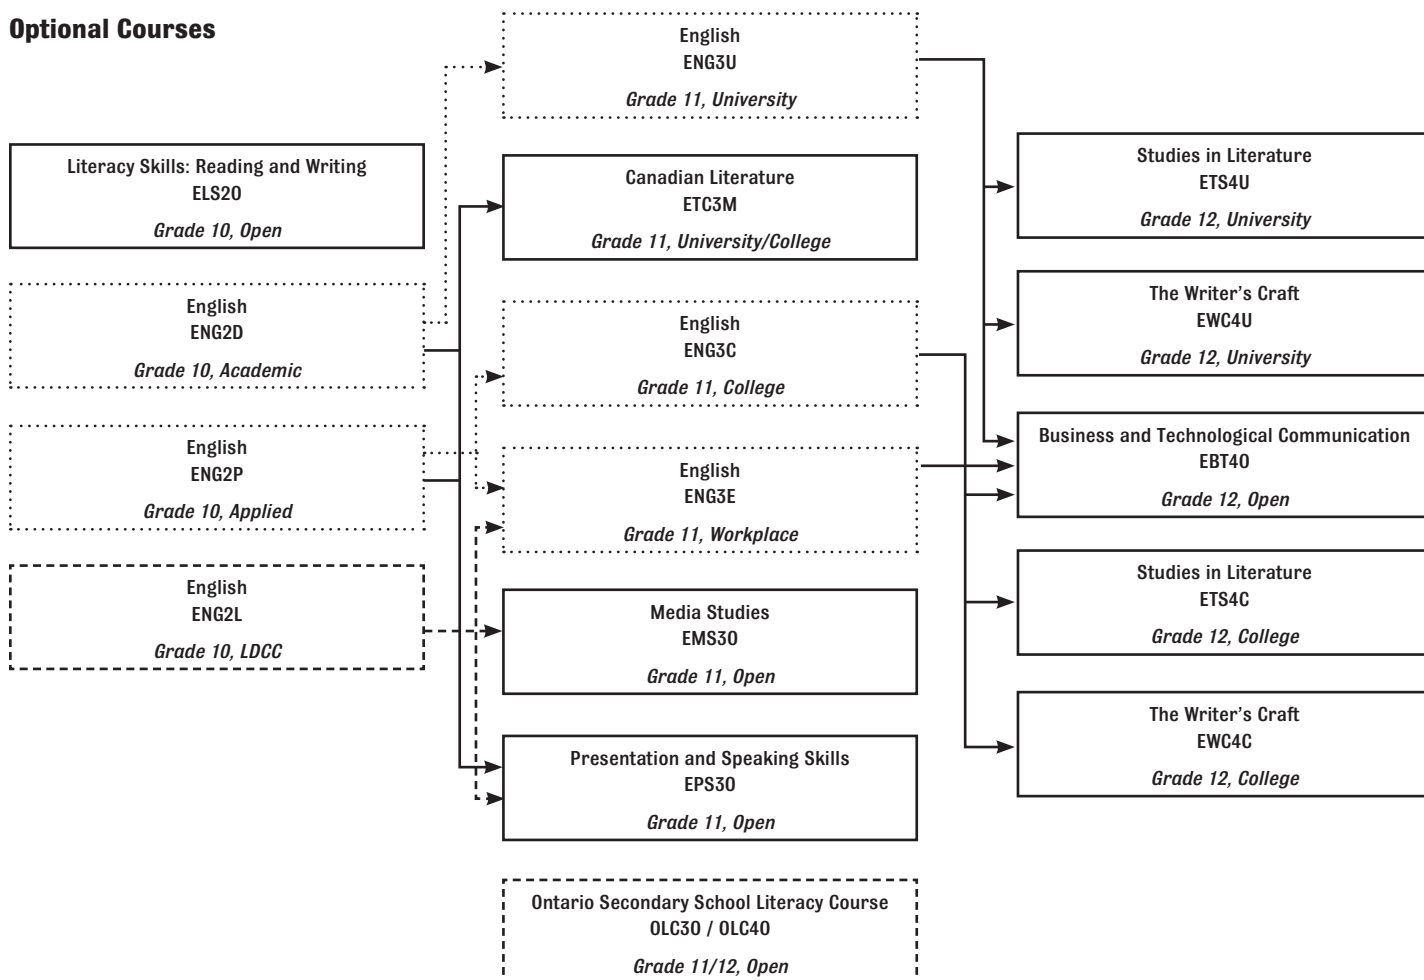 Optional Courses
Literacy Skills: Reading and Writing
ELS2O
Grade 10, Open
English
ENG2D
Grade 10, Academic
English
ENG2P
Grade 10, Applied
English
ENG2L
Grade 10, LDCC
English
ENG3U
Grade 11, University
Canadian Literature
ETC3M
Grade 11, University/College
English
ENG3C
Grade 11, College
English
ENG3E
Grade 11, Workplace
Media Studies
EMS3O
Grade 11, Open
Presentation and Speaking Skills
EPS3O
Grade 11, Open
Ontario Secondary School Literacy Course
OLC3O / OLC4O
Grade 11/12, Open
Studies in Literature
ETS4U
Grade 12, University
The Writer’s Craft
EWC4U
Grade 12, University
Business and Technological Communication
EBT4O
Grade 12, Open
Studies in Literature
ETS4C
Grade 12, College
The Writer’s Craft
EWC4C
Grade 12, College